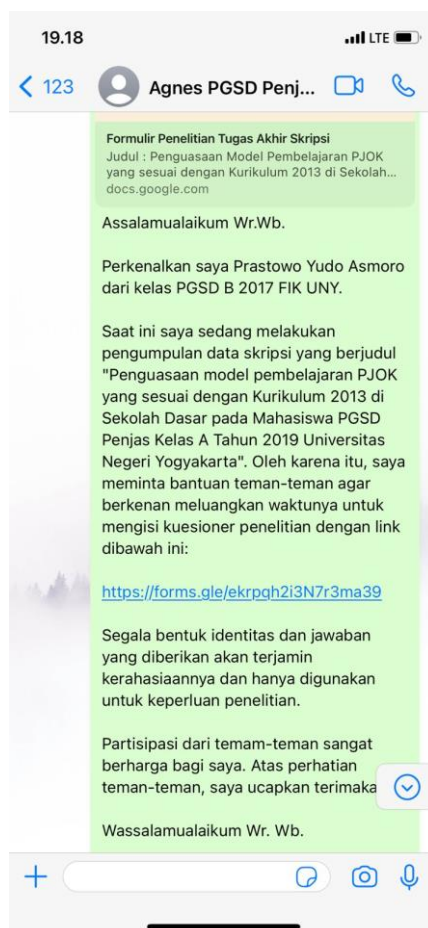 19.18
LTE
123
Agnes PGSD Penj...
Formulir Penelitian Tugas Akhir Skripsi
Judul : Penguasaan Model Pembelajaran PJOK
yang sesuai dengan Kurikulum 2013 di Sekolah...
docs.google.com
Assalamualaikum Wr.Wb.
Perkenalkan saya Prastowo Yudo Asmoro
dari kelas PGSD B 2017 FIK UNY.
Saat ini saya sedang melakukan
pengumpulan data skripsi yang berjudul
"Penguasaan model pembelajaran PJOK
yang sesuai dengan Kurikulum 2013 di
Sekolah Dasar pada Mahasiswa PGSD
Penjas Kelas A Tahun 2019 Universitas
Negeri Yogyakarta". Oleh karena itu, saya
meminta bantuan teman-teman agar
berkenan meluangkan waktunya untuk
mengisi kuesioner penelitian dengan link
dibawah ini:
https://forms.gle/ekrpqh2i3N7r3ma39
Segala bentuk identitas dan jawaban
yang diberikan akan terjamin
kerahasiaannya dan hanya digunakan
untuk keperluan penelitian.
Partisipasi dari temam-teman sangat
berharga bagi saya. Atas perhatian
teman-teman, saya ucapkan terimaka
Wassalamualaikum Wr. Wb.